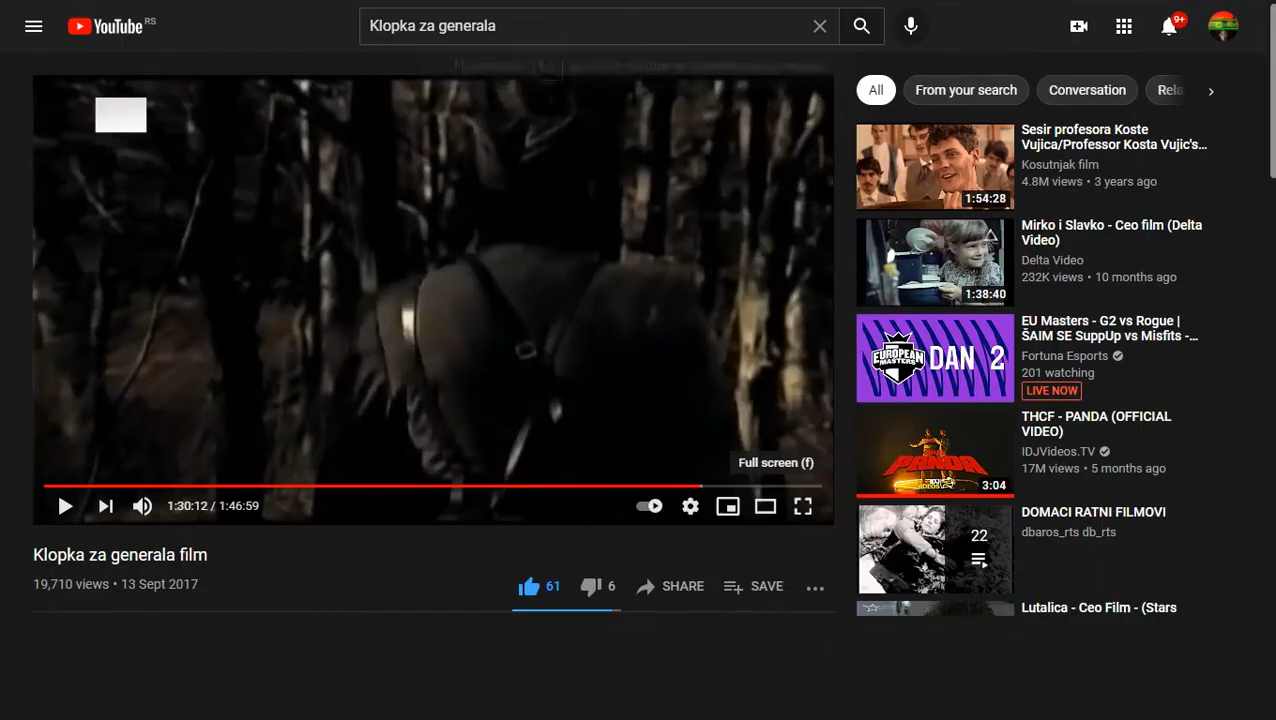 YouTube RS
Klopka za generala
9+
All
From your search
Conversation
Rela
Sesir profesora Koste
Vujica/Professor Kosta Vujic's...
Kosutnjak film
4.8M views • 3 years ago
1:54:28
Mirko i Slavko - Ceo film (Delta
Video)
Delta Video
232K views • 10 months ago
1:38:40
EU Masters - G2 vs Rogue |
ŠAIM SE SuppUp vs Misfits -...
Fortuna Esports
201 watching
LIVE NOW
EUROPEAN
MASTERS
DAN 2
THCF - PANDA (OFFICIAL
VIDEO)
IDJVideos.TV
17M views • 5 months ago
PANDA
3:04
DOMACI RATNI FILMOVI
dbaros_rts db_rts
22
Lutalica - Ceo Film - (Stars
Full screen (f)
1:30:12 / 1:46:59
Klopka za generala film
19,710 views • 13 Sept 2017
61
6
SHARE
SAVE